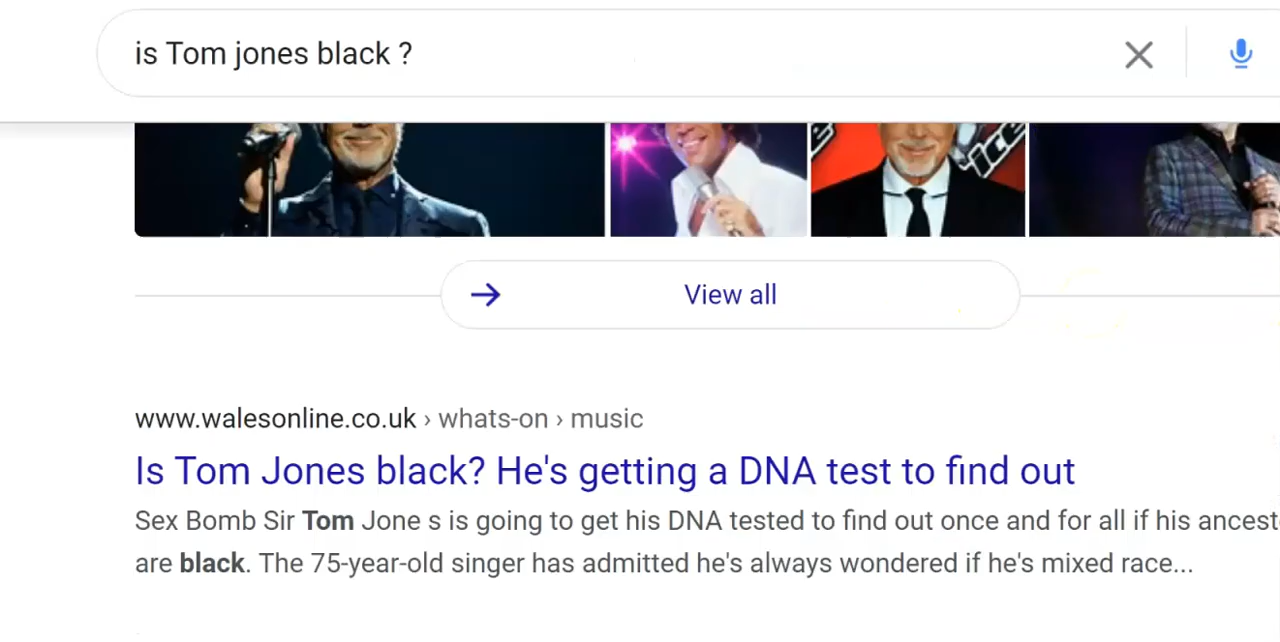 is Tom jones black ?
View all
www.walesonline.co.uk › whats-on › music
Is Tom Jones black? He's getting a DNA test to find out
Sex Bomb Sir Tom Jone s is going to get his DNA tested to find out once and for all if his
are black. The 75-year-old singer has admitted he's always wondered if he's mixed race...